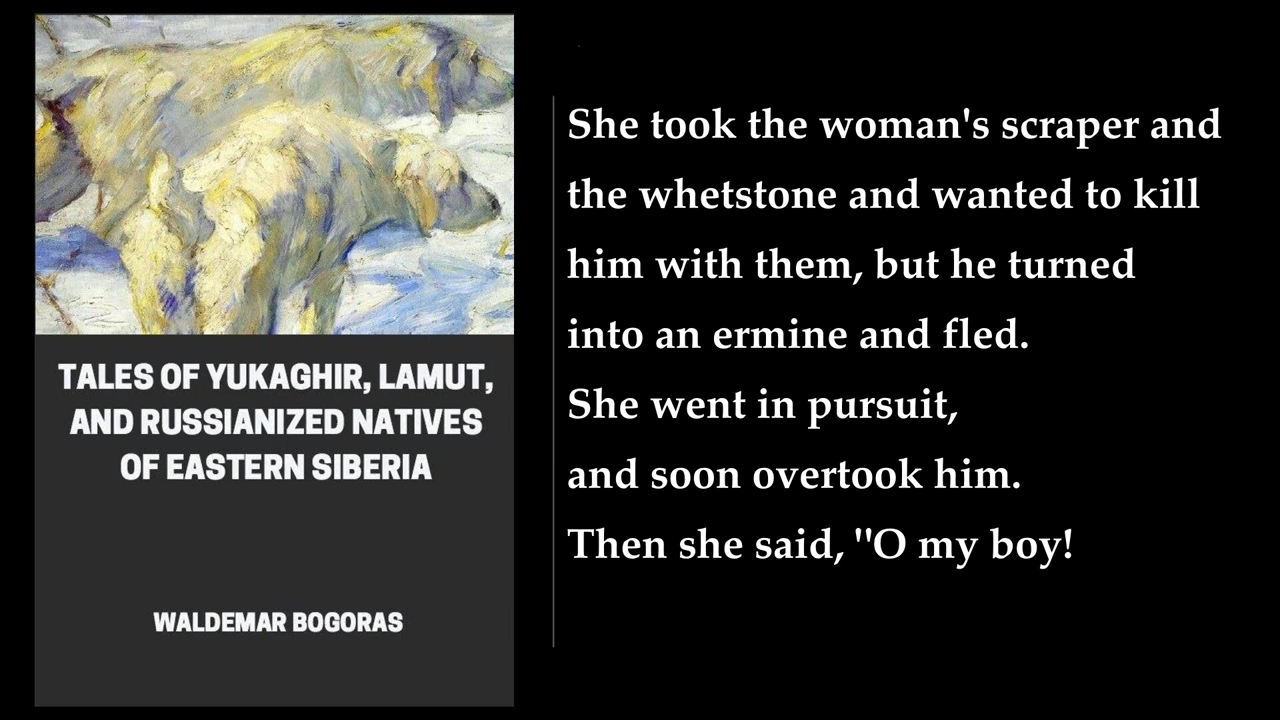 TALES OF YUKAGHIR, LAMUT,
AND RUSSIANIZED NATIVES
OF EASTERN SIBERIA
WALDEMAR BOGORAS
She took the woman's scraper and
the whetstone and wanted to kill
him with them, but he turned
into an ermine and fled.
She went in pursuit,
and soon overtook him.
Then she said, "O my boy!